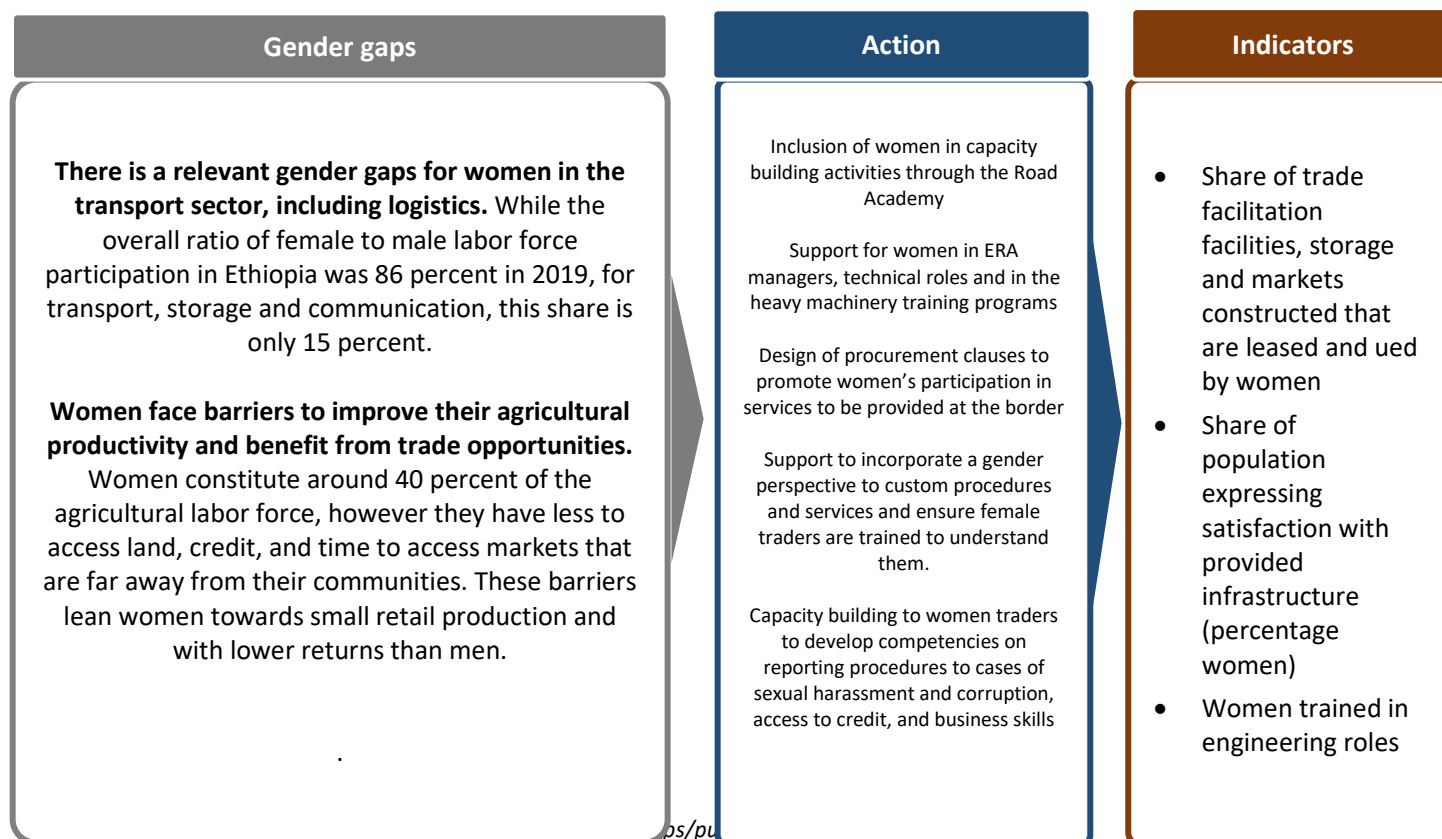 Gender gaps
There is a relevant gender gaps for women in the
transport sector, including logistics. While the
overall ratio of female to male labor force
participation in Ethiopia was 86 percent in 2019, for
transport, storage and communication, this share is
only 15 percent.
Women face barriers to improve their agricultural
productivity and benefit from trade opportunities.
Women constitute around 40 percent of the
agricultural labor force, however they have less to
access land, credit, and time to access markets that
are far away from their communities. These barriers
lean women towards small retail production and
with lower returns than men.
.
Action
Inclusion of women in capacity
building activities through the Road
Academy
Support for women in ERA
managers, technical roles and in the
heavy machinery training programs
Design of procurement clauses to
promote women's participation in
services to be provided at the border
Support to incorporate a gender
perspective to custom procedures
and services and ensure female
traders are trained to understand
them.
Capacity building to women traders
to develop competencies on
reporting procedures to cases of
sexual harassment and corruption,
access to credit, and business skills
Indicators
• Share of trade
facilitation
facilities, storage
and markets
constructed that
are leased and ued
by women
• Share of
population
expressing
satisfaction with
provided
infrastructure
(percentage
women)
• Women trained in
engineering roles